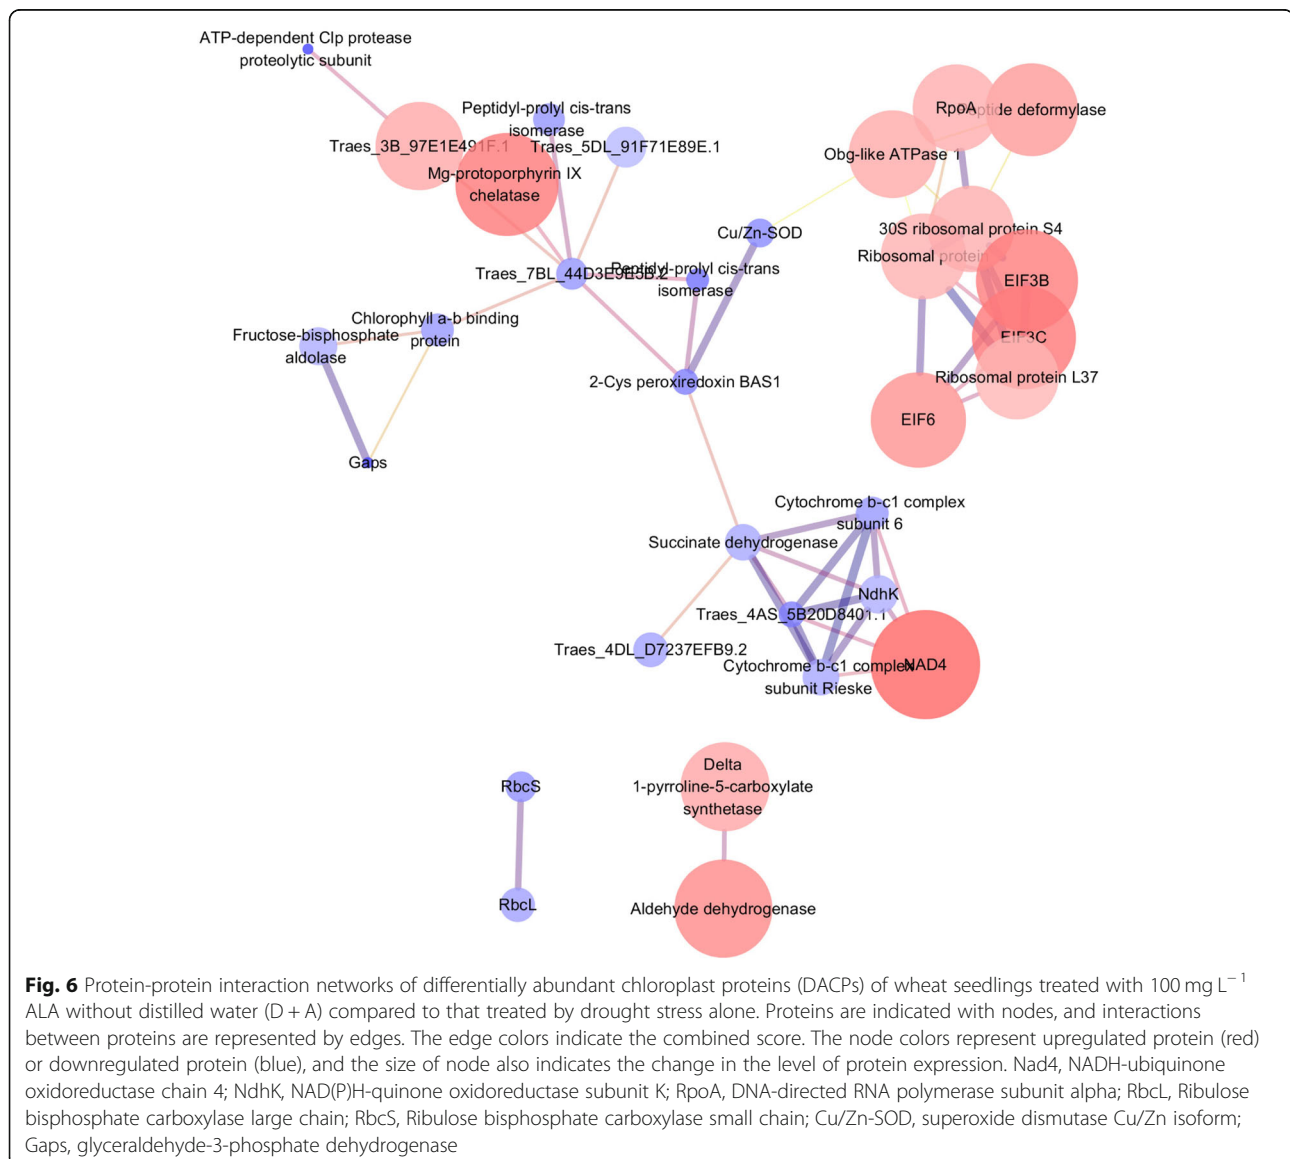 ATP-dependent Clp protease
proteolytic subunit
Peptidyl-prolyl cis-trans
isomerase
Traes_3B_97E1E491F.1
Traes_5DL_91F71E89E.1
Mg-protoporphyrin IX
chelatase
RpoA
Peptide deformylase
Obg-like ATPase 1
Cu/Zn-SOD
30S ribosomal protein S4
Ribosomal protein
Traes_7BL_44D3E9E5B.2
Peptidyl-prolyl cis-trans
isomerase
EIF3B
Chlorophyll a-b binding
protein
Fructose-bisphosphate
aldolase
EIF3C
2-Cys peroxiredoxin BAS1
Ribosomal protein L37
EIF6
Gaps
Cytochrome b-c1 complex
subunit 6
Succinate dehydrogenase
NdhK
Traes_4AS_5B20D8401.1
Traes_4DL_D7237EFB9.2
Cytochrome b-c1 complex
subunit Rieske
NAD4
RbcS
Delta
1-pyrroline-5-carboxylate
synthetase
RbcL
Aldehyde dehydrogenase
Fig. 6 Protein-protein interaction networks of differentially abundant chloroplast proteins (DACPs) of wheat seedlings treated with 100 mg L−1
ALA without distilled water (D + A) compared to that treated by drought stress alone. Proteins are indicated with nodes, and interactions
between proteins are represented by edges. The edge colors indicate the combined score. The node colors represent upregulated protein (red)
or downregulated protein (blue), and the size of node also indicates the change in the level of protein expression. Nad4, NADH-ubiquinone
oxidoreductase chain 4; NdhK, NAD(P)H-quinone oxidoreductase subunit K; RpoA, DNA-directed RNA polymerase subunit alpha; RbcL, Ribulose
bisphosphate carboxylase large chain; RbcS, Ribulose bisphosphate carboxylase small chain; Cu/Zn-SOD, superoxide dismutase Cu/Zn isoform;
Gaps, glyceraldehyde-3-phosphate dehydrogenase